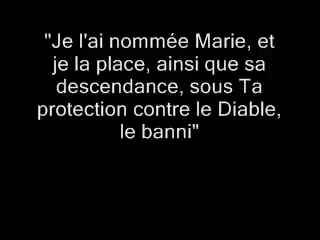 "Je l'ai nommée Marie, et
je la place, ainsi que sa
descendance, sous Ta
protection contre le Diable,
le banni"